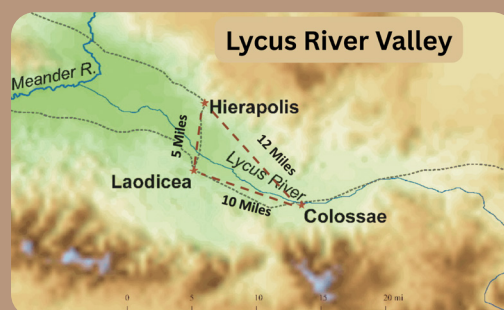 Lycus River Valley
Meander R.
Hierapolis
5 Miles
12 Miles
Lycus River
Laodicea
10 Miles
Colossae
0 5 10 15 20 mi